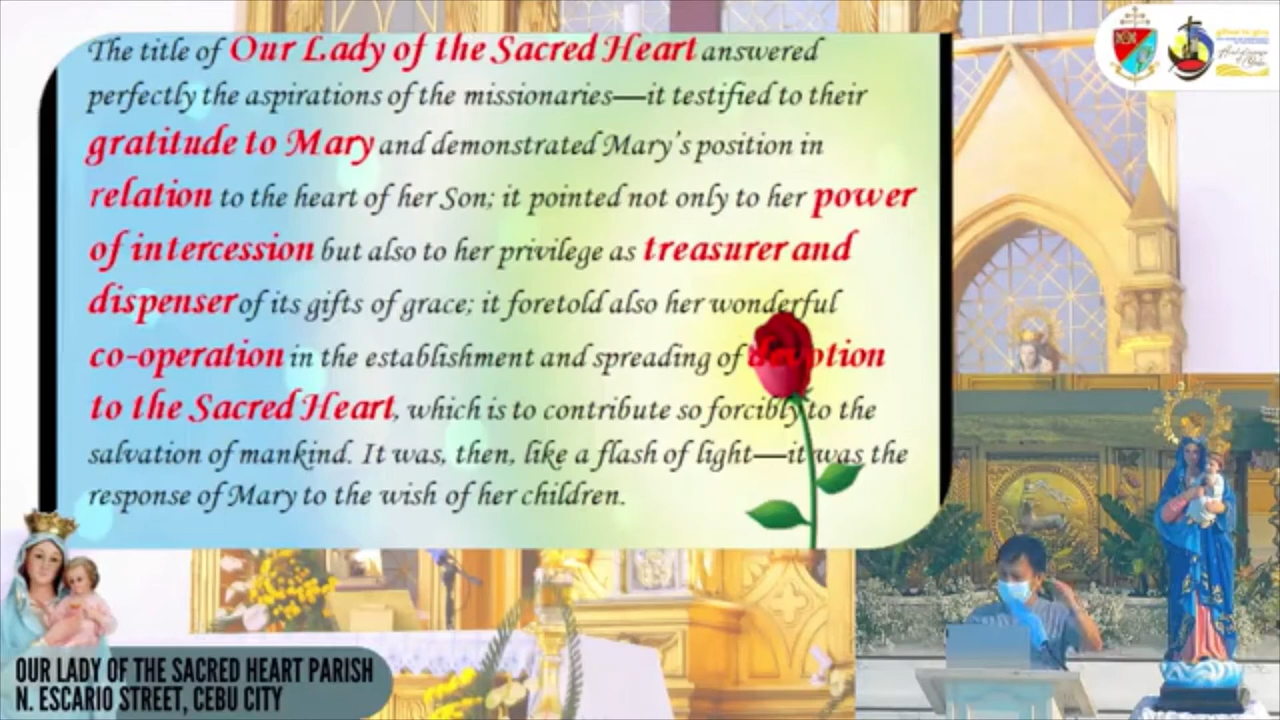 The title of Our Lady of the Sacred Heart answered
perfectly the aspirations of the missionaries—it testified to their
gratitude to Mary and demonstrated Mary's position in
relation to the heart of her Son; it pointed not only to her power
of intercession but also to her privilege as treasurer and
dispenser of its gifts of grace; it foretold also her wonderful
co-operation in the establishment and spreading of devotion
to the Sacred Heart, which is to contribute so forcibly to the
salvation of mankind. It was, then, like a flash of light—it was the
response of Mary to the wish of her children.
gifted to give
OUR LADY OF THE SACRED HEART PARISH
N. ESCARIO STREET, CEBU CITY